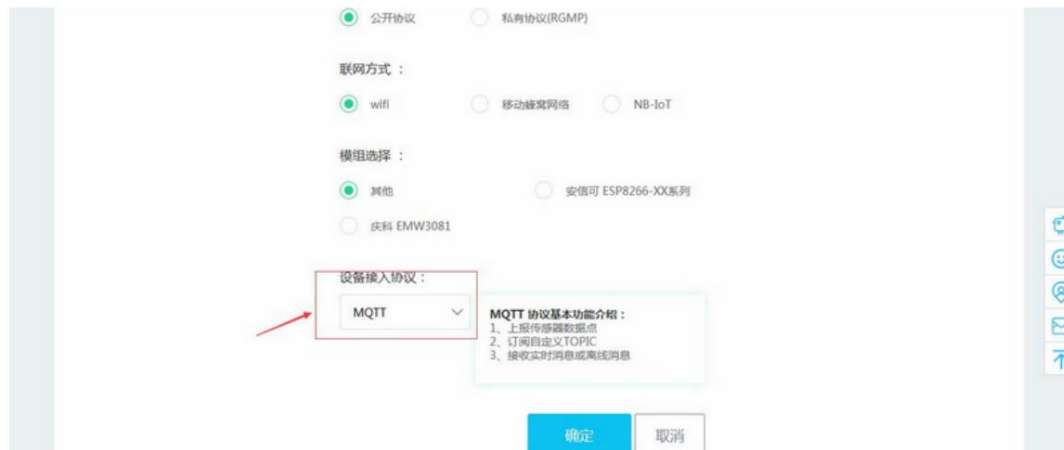 公开协议 私有协议(RGMP)
联网方式 ：
wifi 移动蜂窝网络 NB-IoT
模组选择 ：
其他 安信可 ESP8266-XX系列
庆科 EMW3081
设备接入协议：
MQTT
MQTT 协议基本功能介绍：
1、上报传感器数据点
2、订阅自定义TOPIC
3、接收实时消息或离线消息
确定 取消